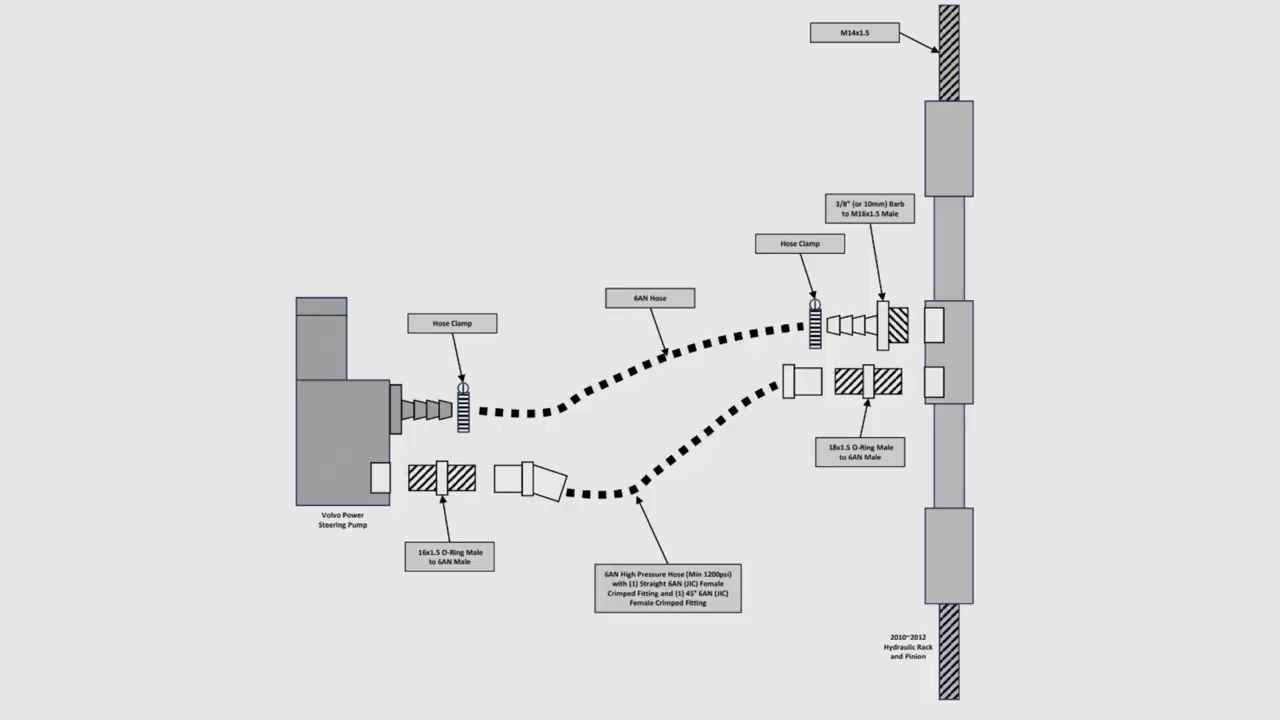 M14x1.5
3/8" (or 10mm) Barb
to M16x1.5 Male
Hose Clamp
6AN Hose
Hose Clamp
Volvo Power
Steering Pump
18x1.5 O-Ring Male
to 6AN Male
16x1.5 O-Ring Male
to 6AN Male
6AN High Pressure Hose (Min 1200psi)
with (1) Straight 6AN (JIC) Female
Crimped Fitting and (1) 45° 6AN (JIC)
Female Crimped Fitting
2010~2012
Hydraulic Rack
and Pinion